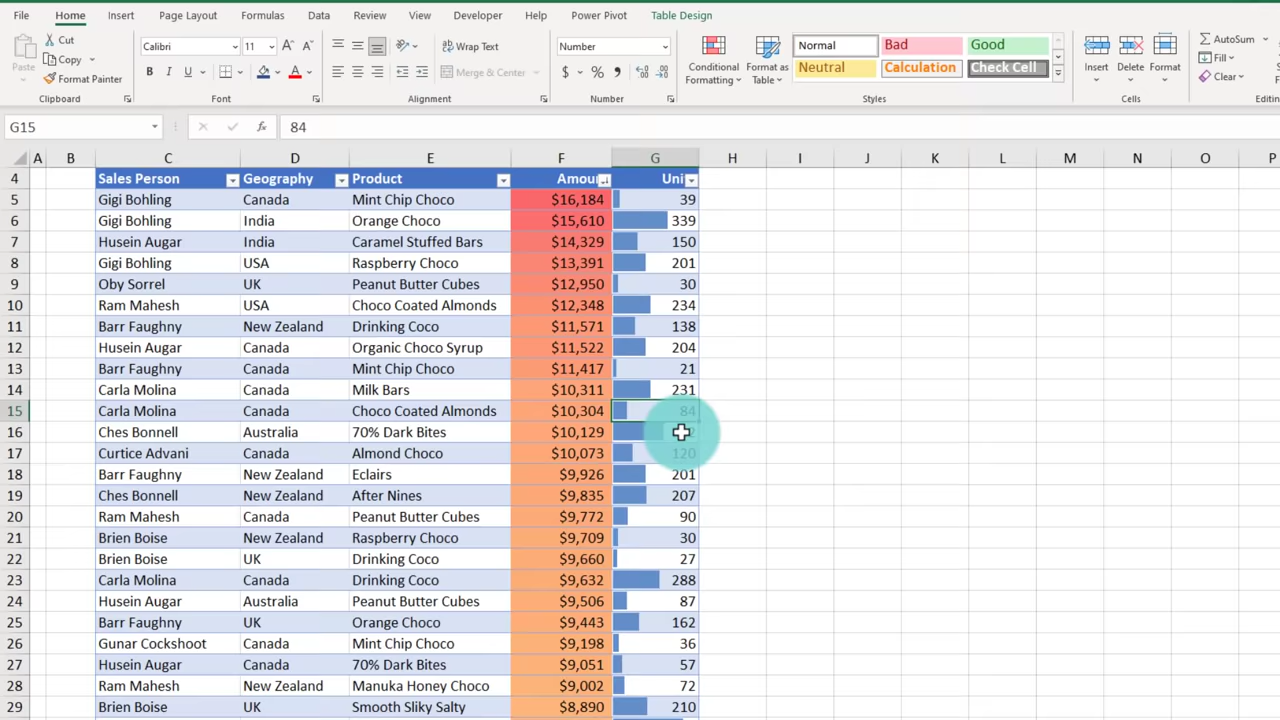 File Home Insert Page Layout Formulas Data Review View Developer Help Power Pivot Table Design
Paste
Cut
Copy
Format Painter
Clipboard
Calibri 11
B I U
Font
Wrap Text
Merge & Center
Alignment
Number
$ % ,
Number
Conditional Formatting
Format as Table
Normal Bad Good
Neutral Calculation Check Cell
Styles
Insert Delete Format
Cells
AutoSum
Fill
Clear
G15 fx 84
A B C D E F G H I J K L M N O P
4 Sales Person Geography Product
5 Gigi Bohling Canada Mint Chip Choco $16,184 39
6 Gigi Bohling India Orange Choco $15,610 339
7 Husein Augar India Caramel Stuffed Bars $14,329 150
8 Gigi Bohling USA Raspberry Choco $13,391 201
9 Oby Sorrel UK Peanut Butter Cubes $12,950 30
10 Ram Mahesh USA Choco Coated Almonds $12,348 234
11 Barr Faughny New Zealand Drinking Coco $11,571 138
12 Husein Augar Canada Organic Choco Syrup $11,522 204
13 Barr Faughny Canada Mint Chip Choco $11,417 21
14 Carla Molina Canada Milk Bars $10,311 231
15 Carla Molina Canada Choco Coated Almonds $10,304 84
16 Ches Bonnell Australia 70% Dark Bites $10,129
17 Curtice Advani Canada Almond Choco $10,073 120
18 Barr Faughny New Zealand Eclairs $9,926 201
19 Ches Bonnell New Zealand After Nines $9,835 207
20 Ram Mahesh Canada Peanut Butter Cubes $9,772 90
21 Brien Boise New Zealand Raspberry Choco $9,709 30
22 Brien Boise UK Drinking Coco $9,660 27
23 Carla Molina Canada Drinking Coco $9,632 288
24 Husein Augar Australia Peanut Butter Cubes $9,506 87
25 Barr Faughny UK Orange Choco $9,443 162
26 Gunar Cockshoot Canada Mint Chip Choco $9,198 36
27 Husein Augar Canada 70% Dark Bites $9,051 57
28 Ram Mahesh New Zealand Manuka Honey Choco $9,002 72
29 Brien Boise UK Smooth Sliky Salty $8,890 210